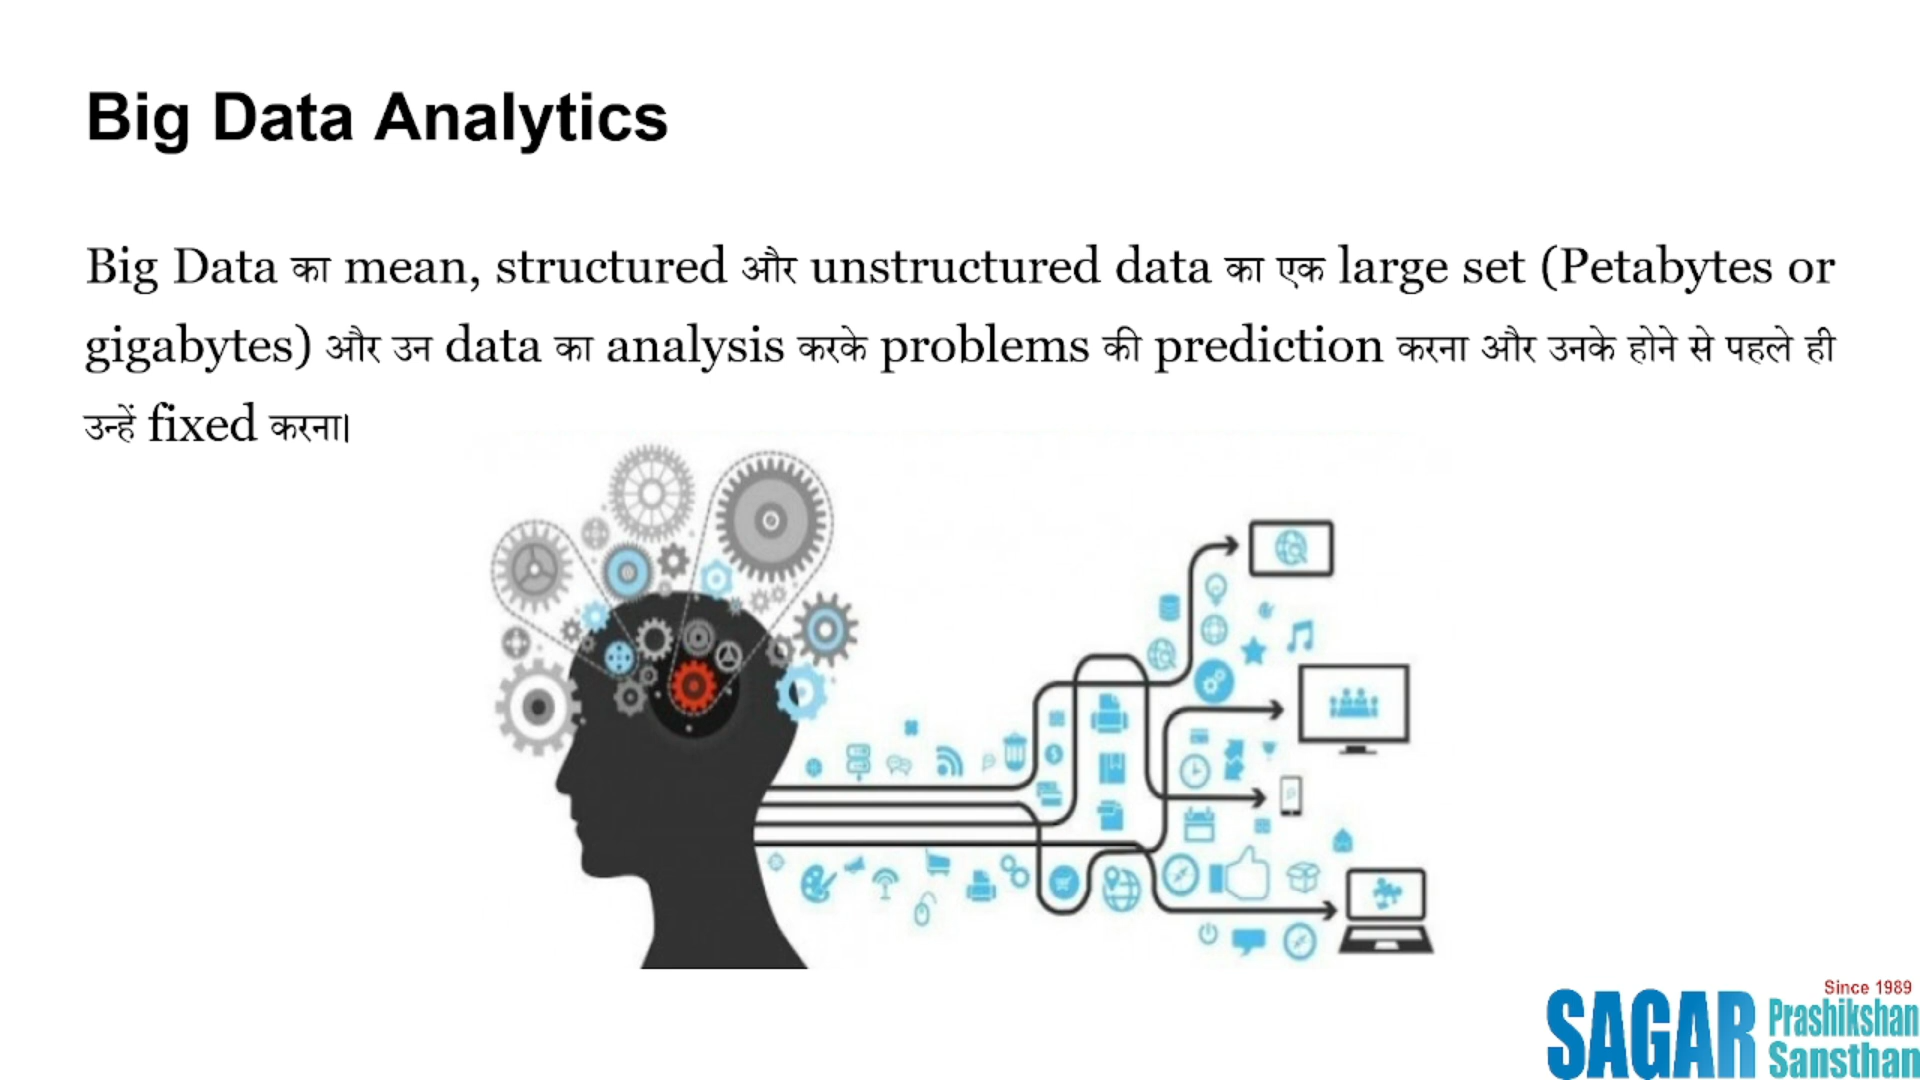 Big Data Analytics
Big Data का mean, structured और unstructured data का एक large set (Petabytes or
gigabytes) और उन data का analysis करके problems की prediction करना और उनके होने से पहले ही
उन्हें fixed करना।
Since 1989
SAGAR Prashikshan
Sansthan